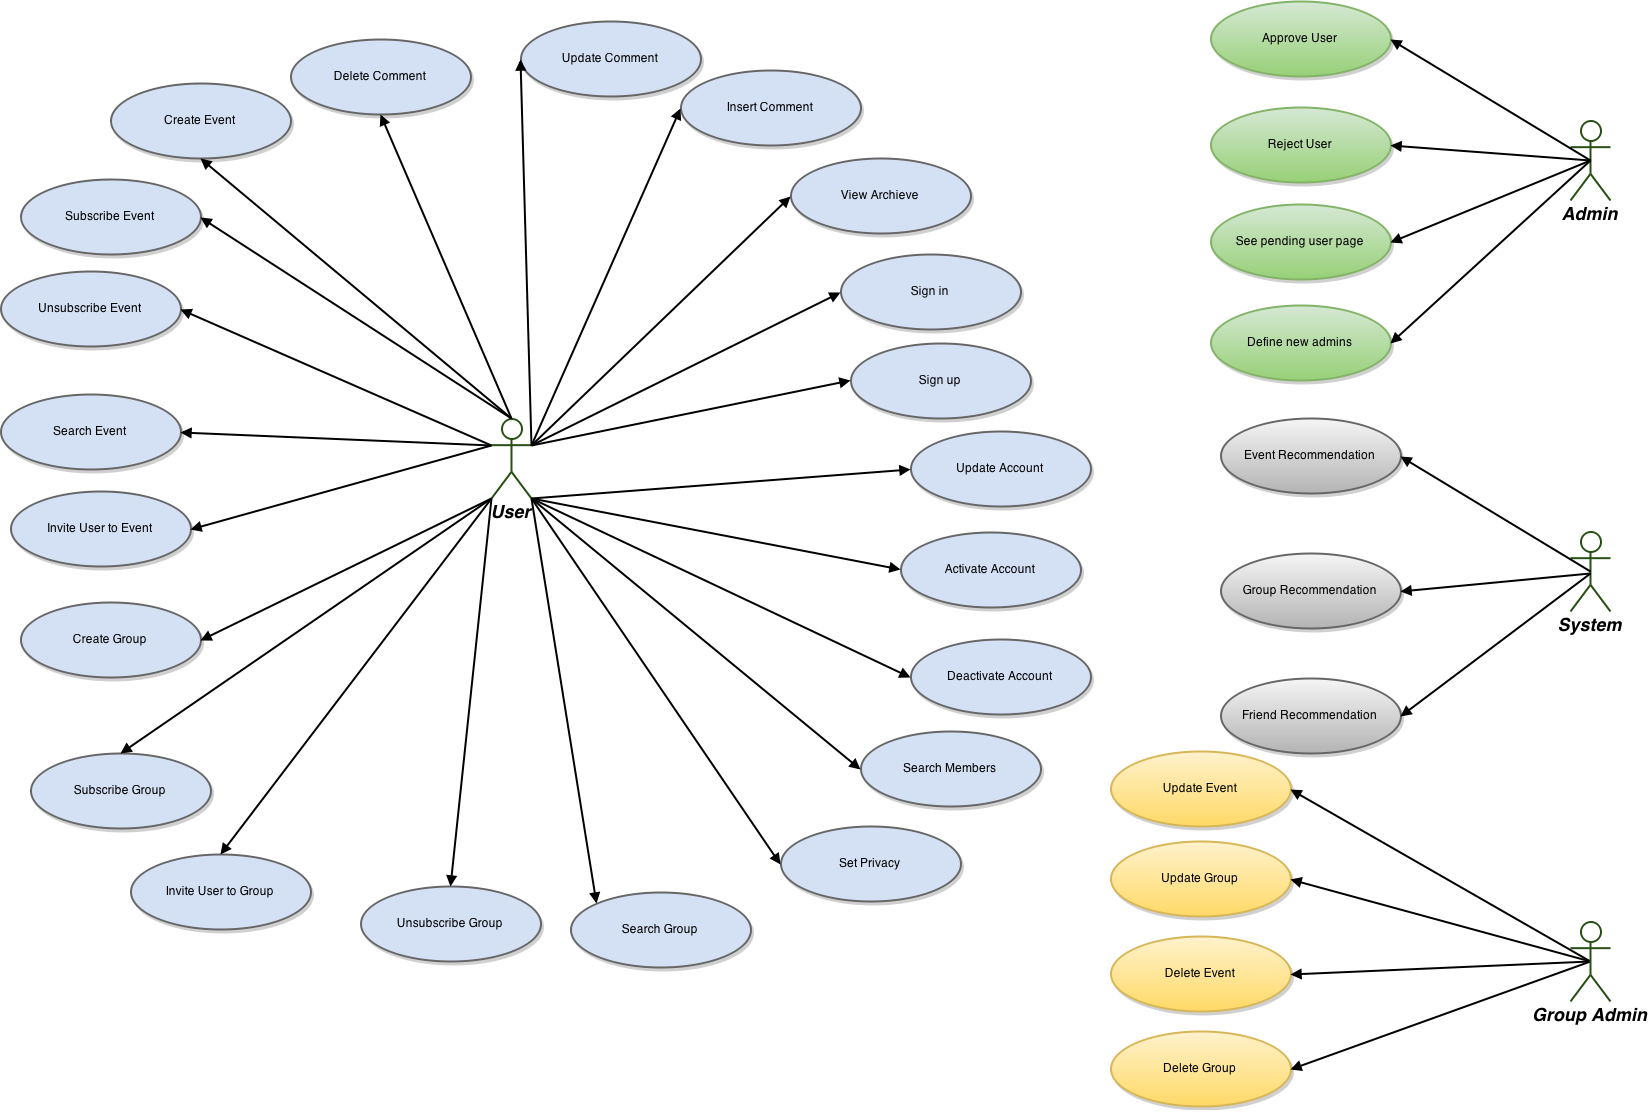 Update Comment
Delete Comment
Insert Comment
Create Event
View Archieve
Subscribe Event
Sign in
Unsubscribe Event
Sign up
Search Event
Update Account
User
Invite User to Event
Activate Account
Create Group
Deactivate Account
Search Members
Subscribe Group
Set Privacy
Invite User to Group
Unsubscribe Group
Search Group
Approve User
Reject User
Admin
See pending user page
Define new admins
Event Recommendation
Group Recommendation
System
Friend Recommendation
Update Event
Update Group
Delete Event
Group Admin
Delete Group